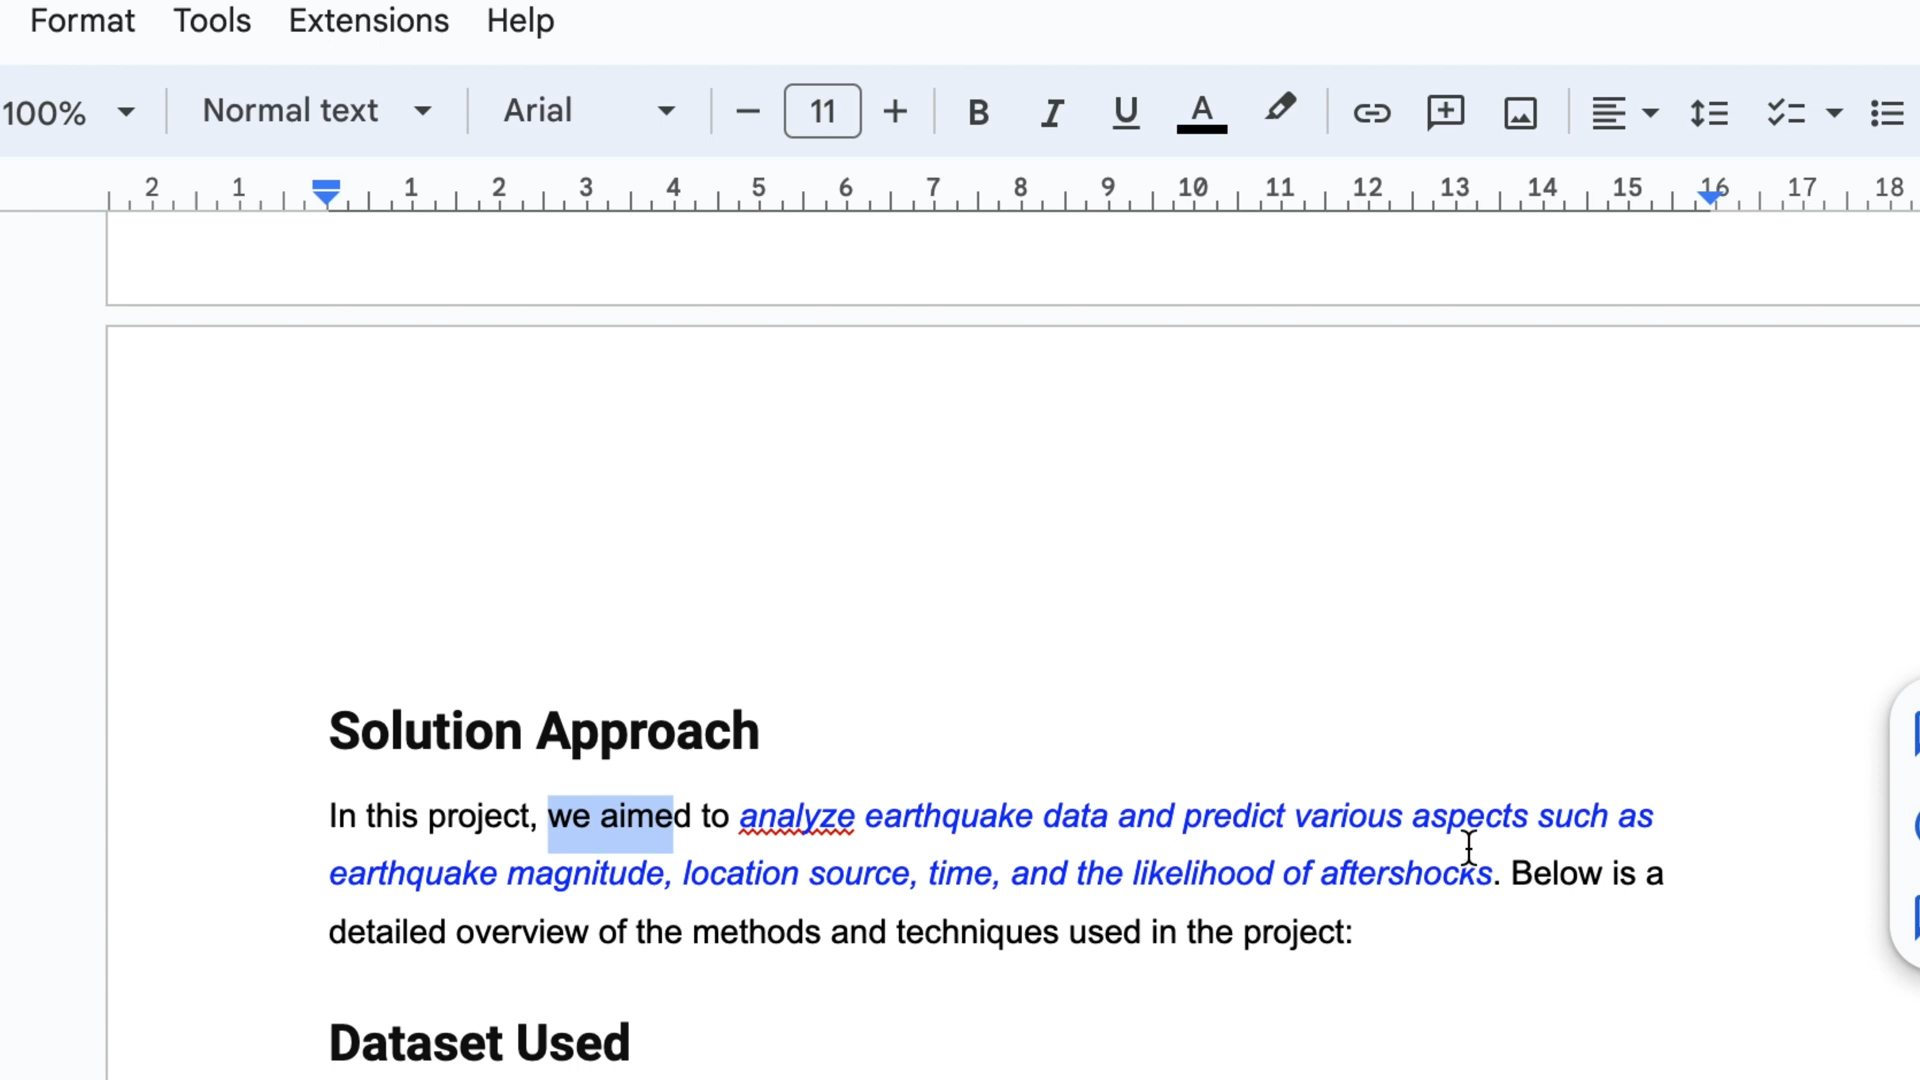 Format Tools Extensions Help
100% Normal text Arial 11 B I U A
2 1 1 2 3 4 5 6 7 8 9 10 11 12 13 14 15 16 17 18
Solution Approach
In this project, we aimed to analyze earthquake data and predict various aspects such as
earthquake magnitude, location source, time, and the likelihood of aftershocks. Below is a
detailed overview of the methods and techniques used in the project:
Dataset Used